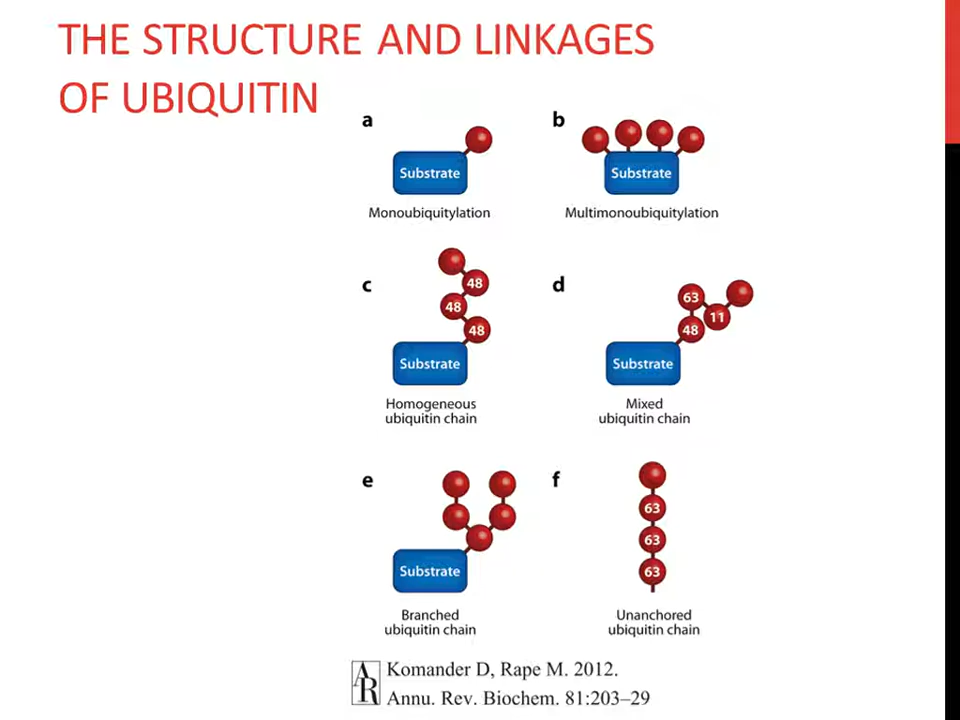 THE STRUCTURE AND LINKAGES
OF UBIQUITIN
a
Substrate
Monoubiquitylation
b
Substrate
Multimonoubiquitylation
c
48
48
48
Substrate
Homogeneous
ubiquitin chain
d
63
11
48
Substrate
Mixed
ubiquitin chain
e
Substrate
Branched
ubiquitin chain
f
63
63
63
Unanchored
ubiquitin chain
AR
Komander D, Rape M. 2012.
Annu. Rev. Biochem. 81:203–29